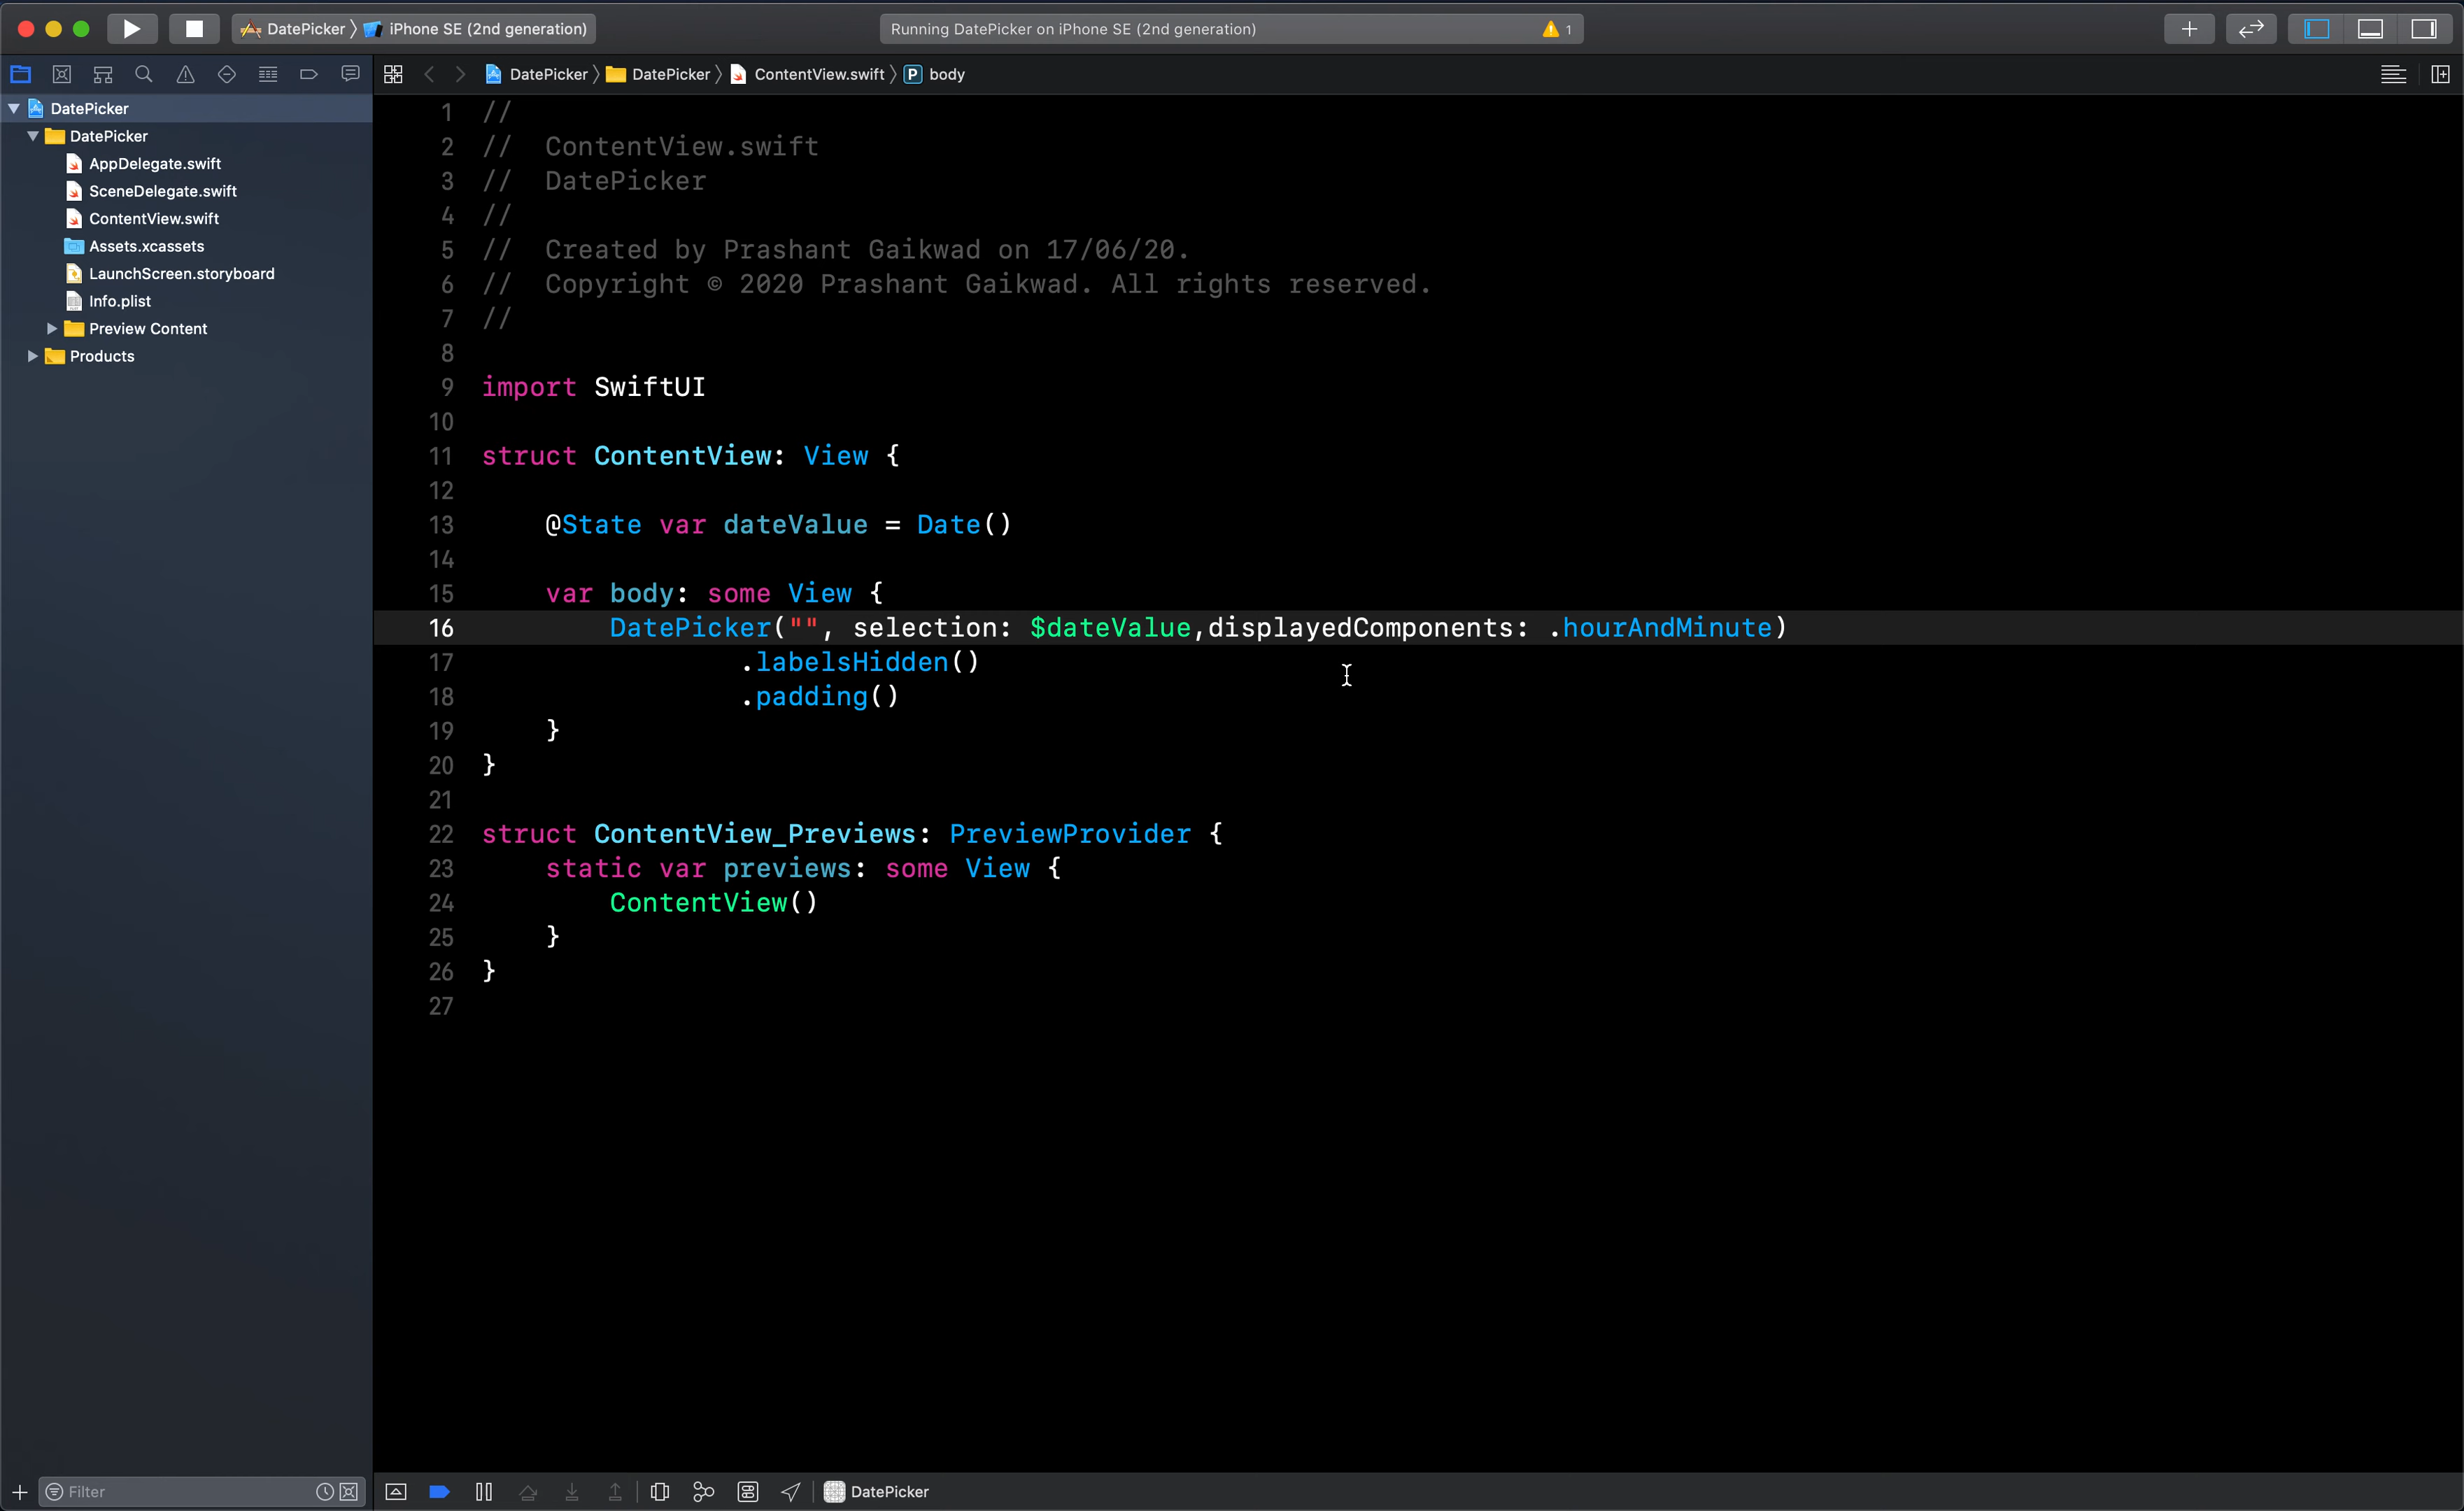 DatePicker
iPhone SE (2nd generation)
Running DatePicker on iPhone SE (2nd generation)
1
DatePicker
DatePicker
ContentView.swift
P
body
DatePicker
DatePicker
AppDelegate.swift
SceneDelegate.swift
ContentView.swift
Assets.xcassets
LaunchScreen.storyboard
Info.plist
Preview Content
Products
1 //
2 //  ContentView.swift
3 //  DatePicker
4 //
5 //  Created by Prashant Gaikwad on 17/06/20.
6 //  Copyright © 2020 Prashant Gaikwad. All rights reserved.
7 //
8
9 import SwiftUI
10
11 struct ContentView: View {
12
13     @State var dateValue = Date()
14
15     var body: some View {
16         DatePicker("", selection: $dateValue,displayedComponents: .hourAndMinute)
17                 .labelsHidden()
18                 .padding()
19     }
20 }
21
22 struct ContentView_Previews: PreviewProvider {
23     static var previews: some View {
24         ContentView()
25     }
26 }
27
Filter
DatePicker